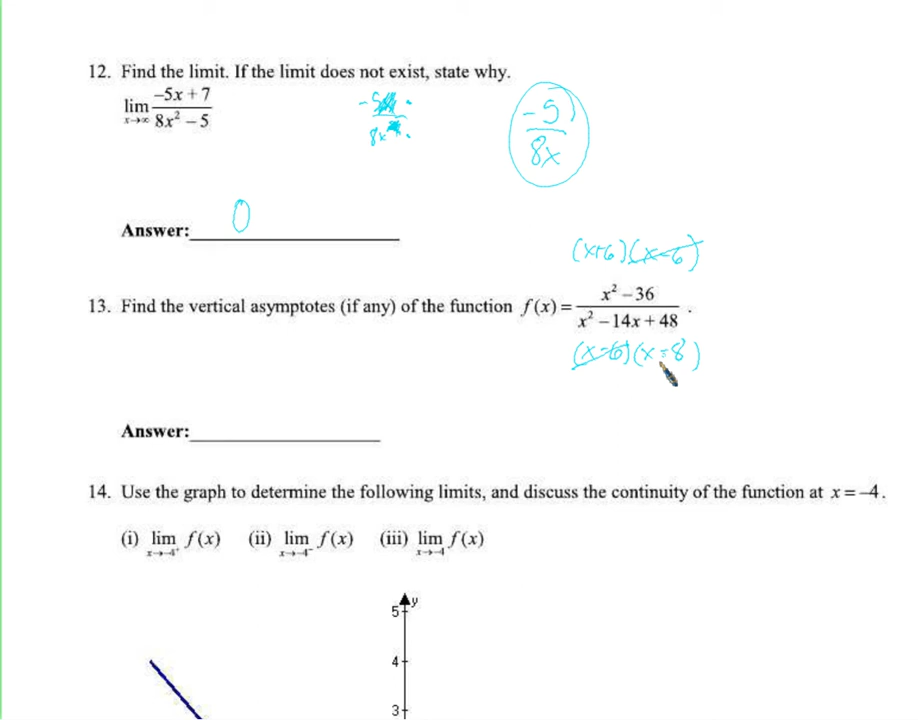 12. Find the limit. If the limit does not exist, state why.
lim x→∞ (−5x + 7)/(8x² − 5)
−5/8x
0
Answer:
(x+6)(x−6)
13. Find the vertical asymptotes (if any) of the function f(x) = (x² − 36)/(x² − 14x + 48) .
(x−6)(x−8)
Answer:
14. Use the graph to determine the following limits, and discuss the continuity of the function at x = −4.
(i) lim x→−4⁺ f(x) (ii) lim x→−4⁻ f(x) (iii) lim x→−4 f(x)
y
5
4
3